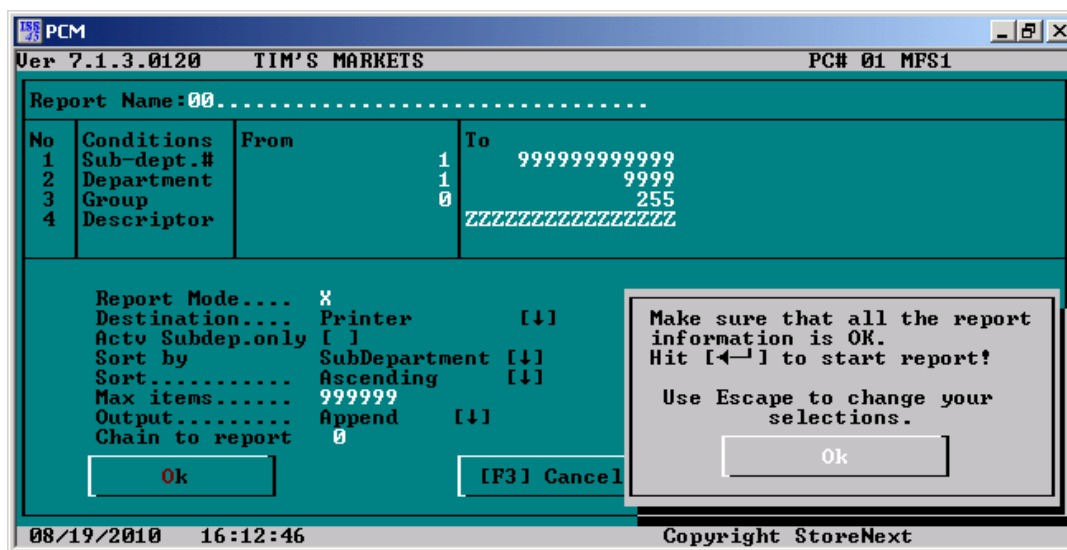 ISS 45 PCM
Ver 7.1.3.0120 TIM'S MARKETS PC# 01 MFS1
Report Name:00.................................
No Conditions From To
1 Sub-dept.# 1 999999999999
2 Department 1 9999
3 Group 0 255
4 Descriptor ZZZZZZZZZZZZZZZZ
Report Mode.... X
Destination.... Printer [↓]
Actv Subdep.only [ ]
Sort by SubDepartment [↓]
Sort........... Ascending [↓]
Max items...... 999999
Output......... Append [↓]
Chain to report 0
Ok
[F3] Cancel
Make sure that all the report
information is OK.
Hit [◄┘] to start report!
Use Escape to change your
selections.
Ok
08/19/2010 16:12:46 Copyright StoreNext